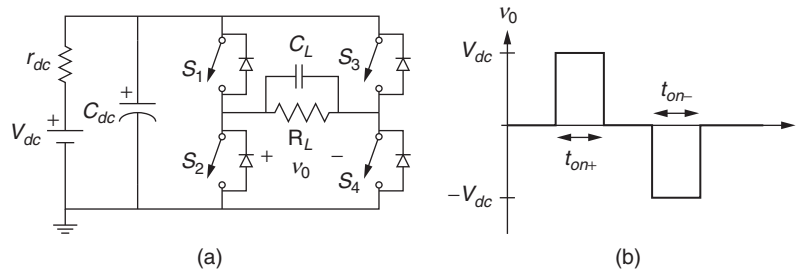 r_dc
V_dc
+
C_dc
+
S_1
S_2
C_L
R_L
v_0
+
−
S_3
S_4
(a)
v_0
V_dc
t_on+
t_on−
−V_dc
(b)